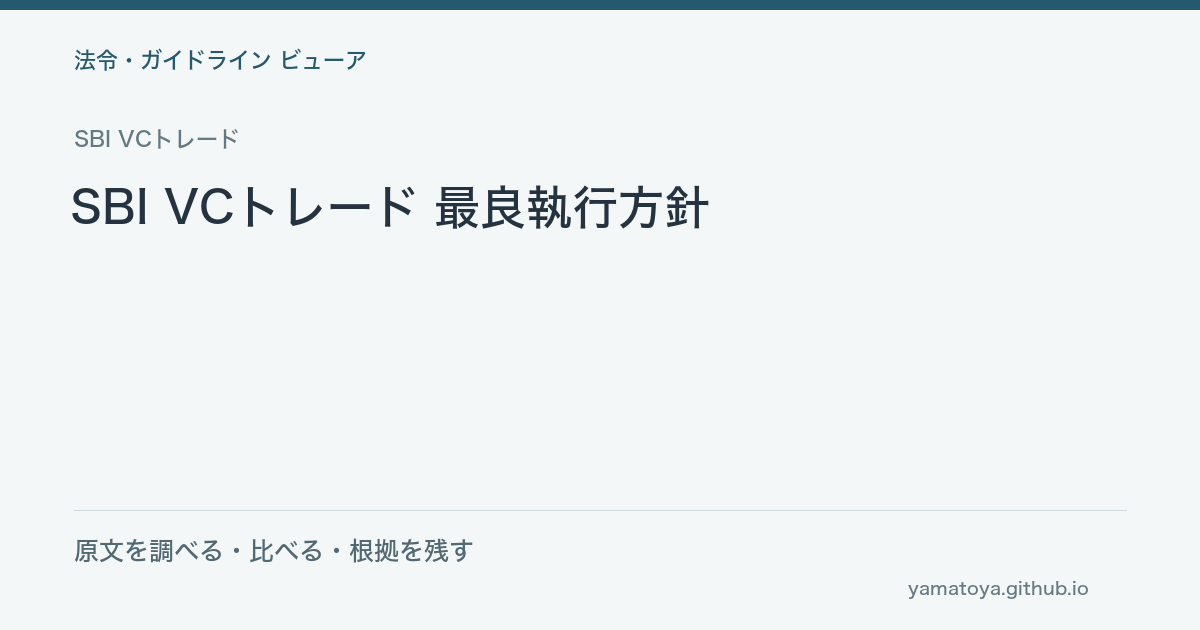 法令・ガイドライン ビューア
SBI VCトレード
SBI VCトレード 最良執行方針
原文を調べる・比べる・根拠を残す
yamatoya.github.io